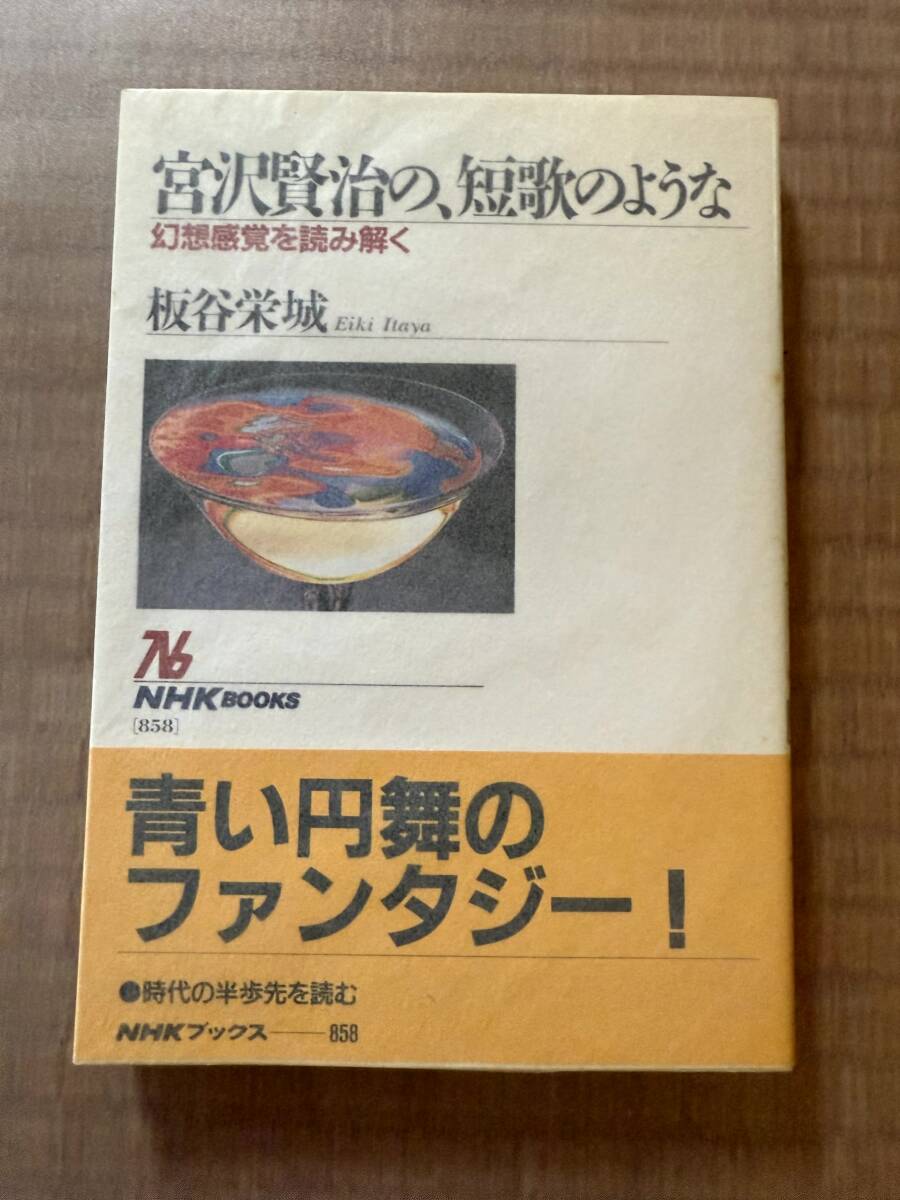 宮沢賢治の、短歌のような
幻想感覚を読み解く
板谷栄城 Eiki Itaya
NHK BOOKS
[858]
青い円舞の
ファンタジー!
●時代の半歩先を読む
NHKブックス——858